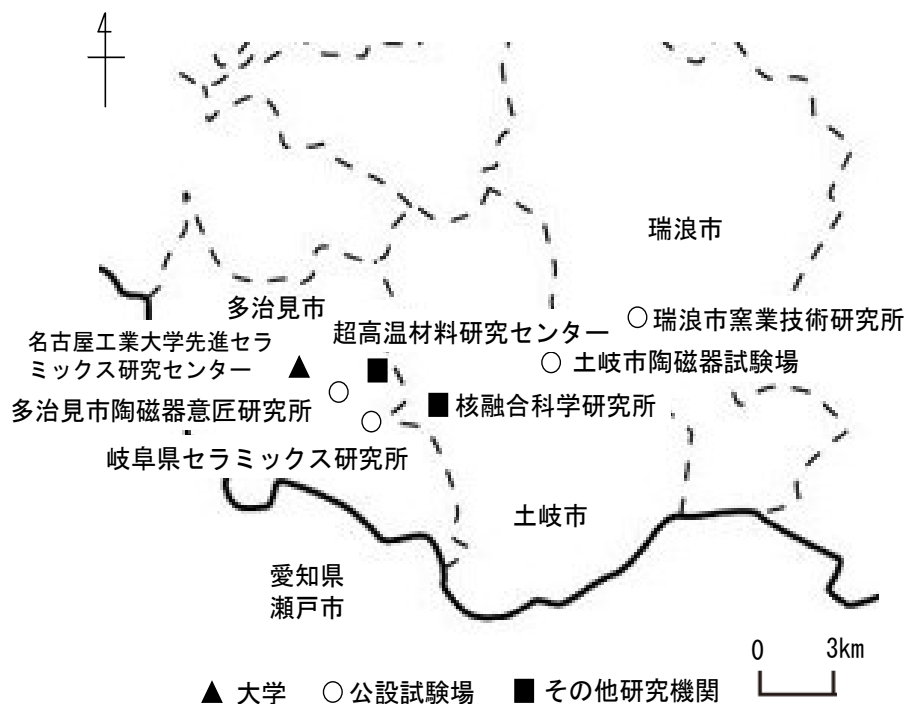 4
瑞浪市
多治見市
瑞浪市窯業技術研究所
超高温材料研究センター
名古屋工業大学先進セラ
ミックス研究センター
土岐市陶磁器試験場
多治見市陶磁器意匠研究所
核融合科学研究所
岐阜県セラミックス研究所
土岐市
愛知県
瀬戸市
0 3km
▲ 大学 ○公設試験場 ■ その他研究機関